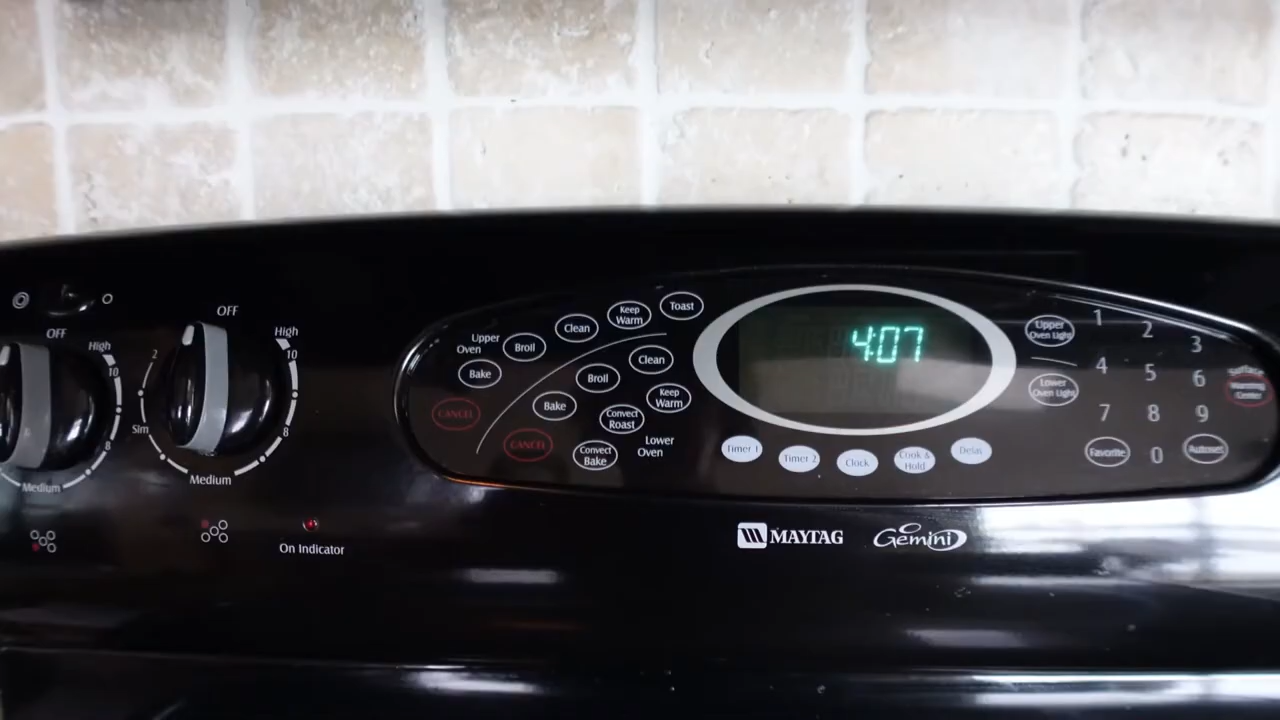 OFF
High
10
8
Medium
OFF
High
10
8
Medium
Sim
2
On Indicator
Upper
Oven
Bake
Broil
Clean
Keep
Warm
Toast
CANCEL
Bake
Broil
Clean
Keep
Warm
Convect
Roast
Convect
Bake
CANCEL
Lower
Oven
4:07
Timer 1
Timer 2
Clock
Cook &
Hold
Delay
Upper
Oven Light
Lower
Oven Light
1 2 3
4 5 6
7 8 9
Favorite 0 Autoset
surface
Warming
Center
MAYTAG
Gemini